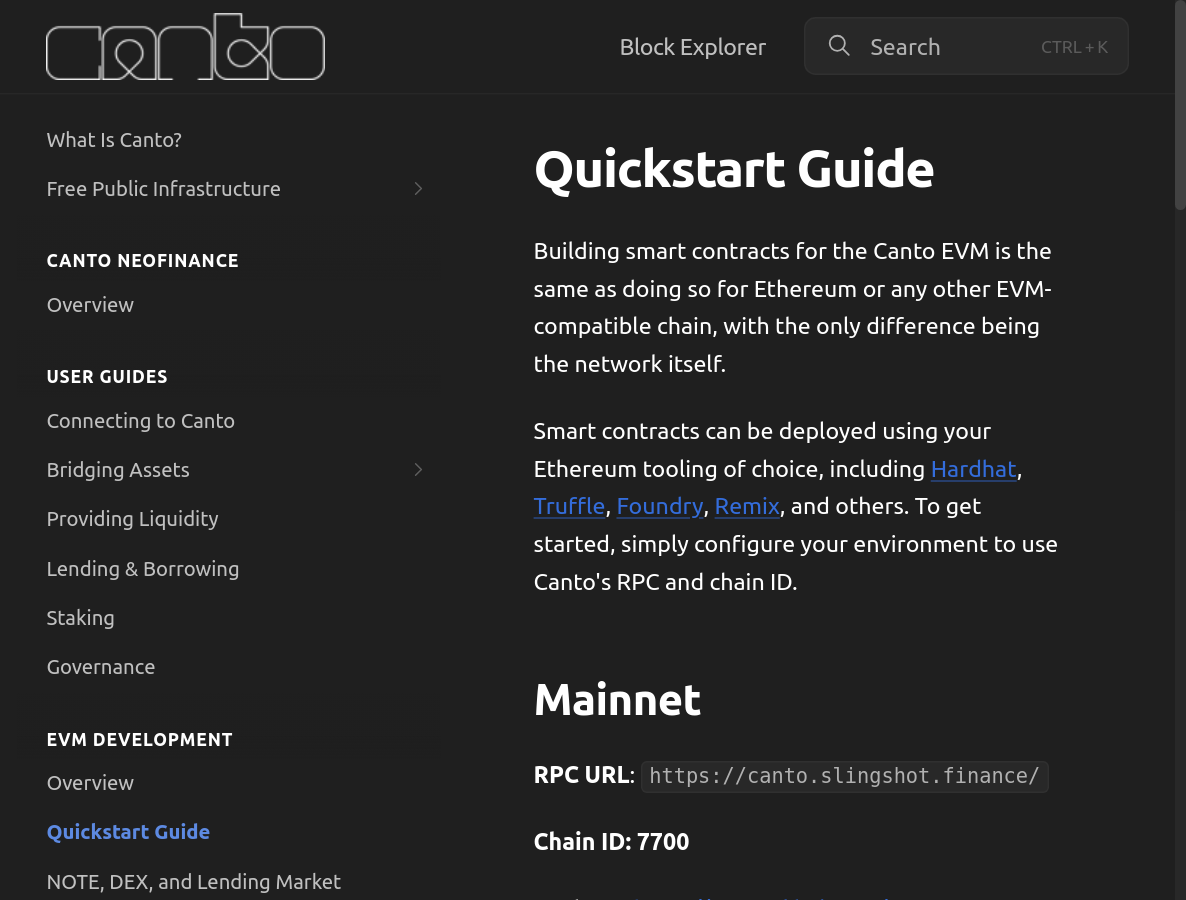 canto
Block Explorer
Search
CTRL + K
What Is Canto?
Free Public Infrastructure
CANTO NEOFINANCE
Overview
USER GUIDES
Connecting to Canto
Bridging Assets
Providing Liquidity
Lending & Borrowing
Staking
Governance
EVM DEVELOPMENT
Overview
Quickstart Guide
NOTE, DEX, and Lending Market
Quickstart Guide
Building smart contracts for the Canto EVM is the
same as doing so for Ethereum or any other EVM-
compatible chain, with the only difference being
the network itself.
Smart contracts can be deployed using your
Ethereum tooling of choice, including Hardhat,
Truffle, Foundry, Remix, and others. To get
started, simply configure your environment to use
Canto's RPC and chain ID.
Mainnet
RPC URL: https://canto.slingshot.finance/
Chain ID: 7700